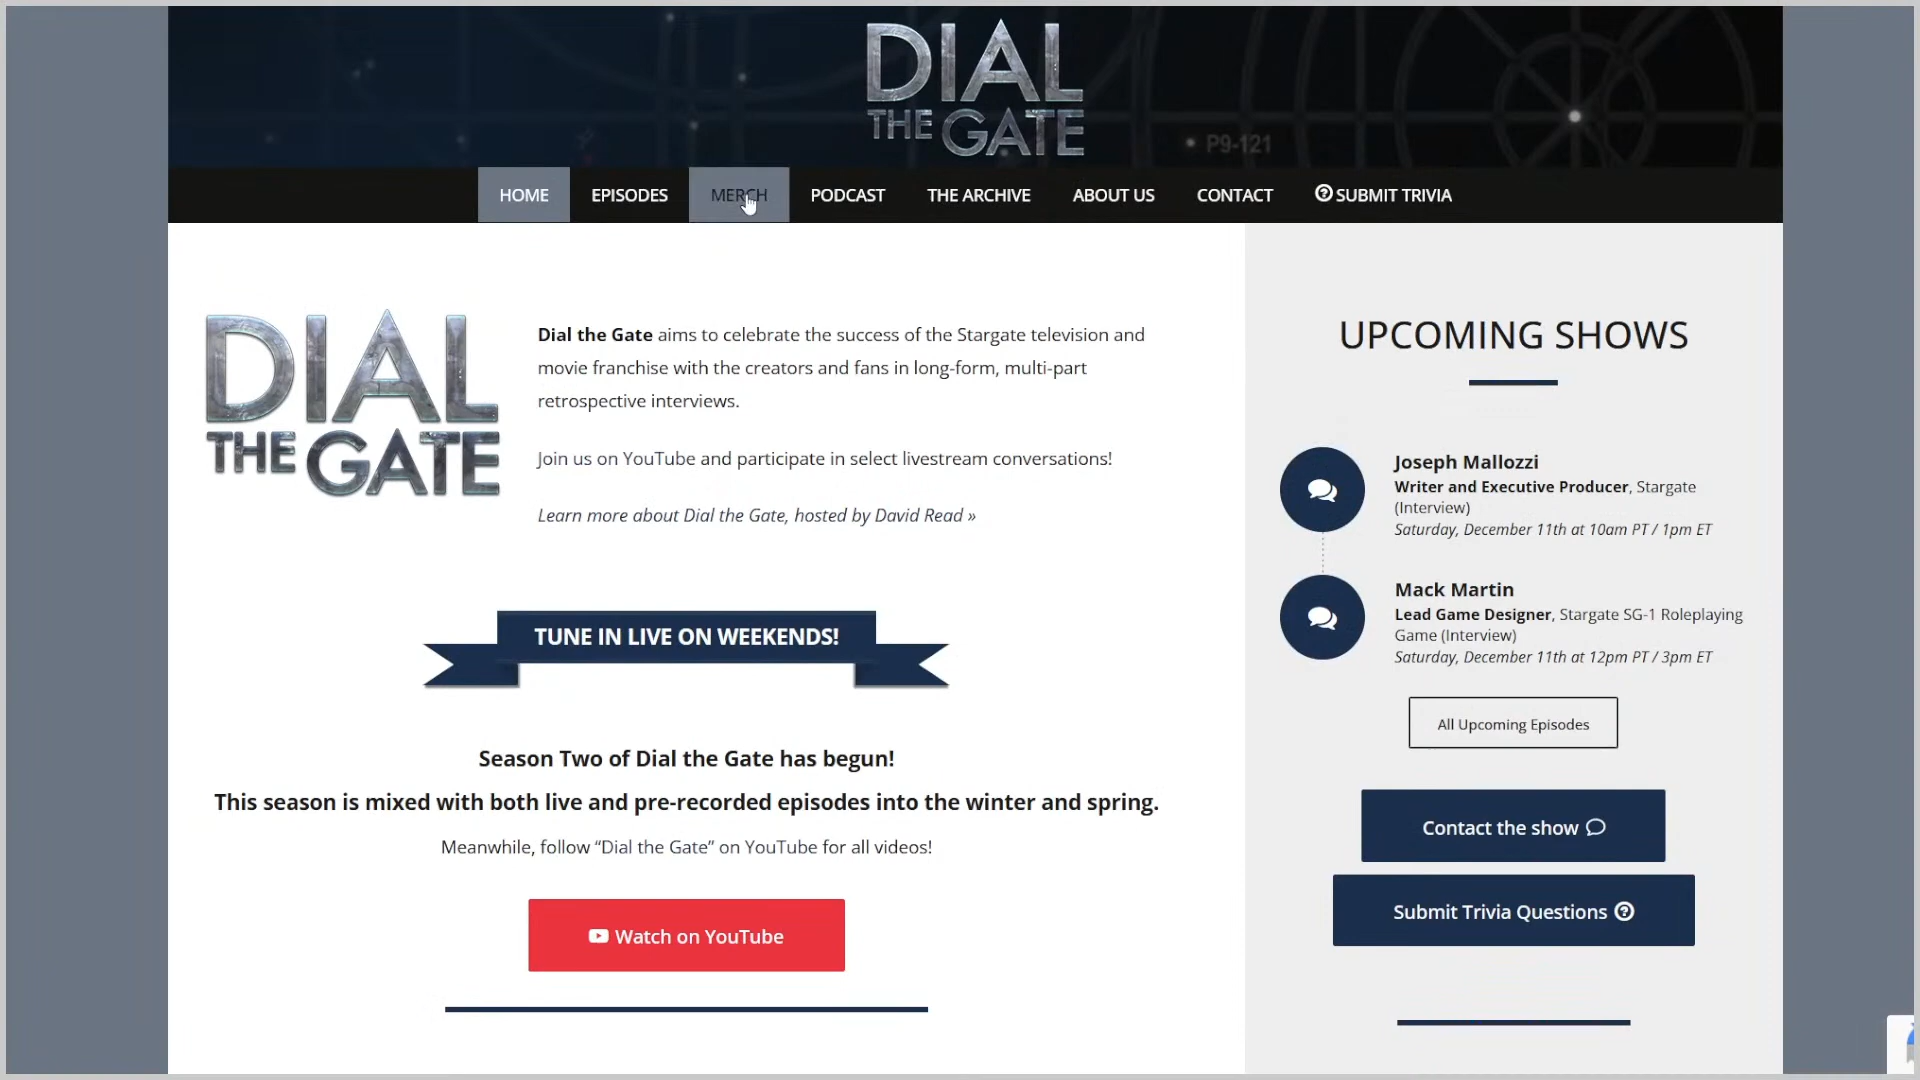 DIAL
THE GATE
P9-121
HOME EPISODES MERCH PODCAST THE ARCHIVE ABOUT US CONTACT SUBMIT TRIVIA
DIAL
THE GATE
Dial the Gate aims to celebrate the success of the Stargate television and
movie franchise with the creators and fans in long-form, multi-part
retrospective interviews.
Join us on YouTube and participate in select livestream conversations!
Learn more about Dial the Gate, hosted by David Read »
TUNE IN LIVE ON WEEKENDS!
Season Two of Dial the Gate has begun!
This season is mixed with both live and pre-recorded episodes into the winter and spring.
Meanwhile, follow “Dial the Gate” on YouTube for all videos!
Watch on YouTube
UPCOMING SHOWS
Joseph Mallozzi
Writer and Executive Producer, Stargate
(Interview)
Saturday, December 11th at 10am PT / 1pm ET
Mack Martin
Lead Game Designer, Stargate SG-1 Roleplaying
Game (Interview)
Saturday, December 11th at 12pm PT / 3pm ET
All Upcoming Episodes
Contact the show
Submit Trivia Questions